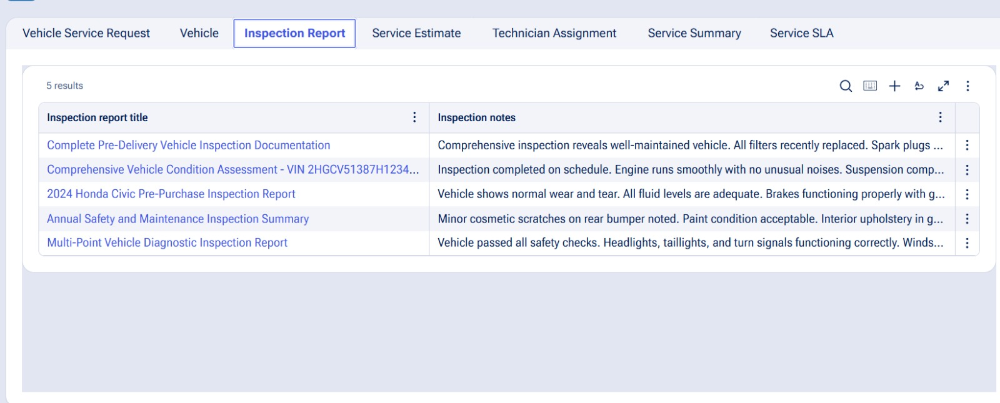 Vehicle Service Request Vehicle Inspection Report Service Estimate Technician Assignment Service Summary Service SLA
5 results
Inspection report title Inspection notes
Complete Pre-Delivery Vehicle Inspection Documentation Comprehensive inspection reveals well-maintained vehicle. All filters recently replaced. Spark plugs ...
Comprehensive Vehicle Condition Assessment - VIN 2HGCV51387H1234... Inspection completed on schedule. Engine runs smoothly with no unusual noises. Suspension comp...
2024 Honda Civic Pre-Purchase Inspection Report Vehicle shows normal wear and tear. All fluid levels are adequate. Brakes functioning properly with g...
Annual Safety and Maintenance Inspection Summary Minor cosmetic scratches on rear bumper noted. Paint condition acceptable. Interior upholstery in g...
Multi-Point Vehicle Diagnostic Inspection Report Vehicle passed all safety checks. Headlights, taillights, and turn signals functioning correctly. Winds...